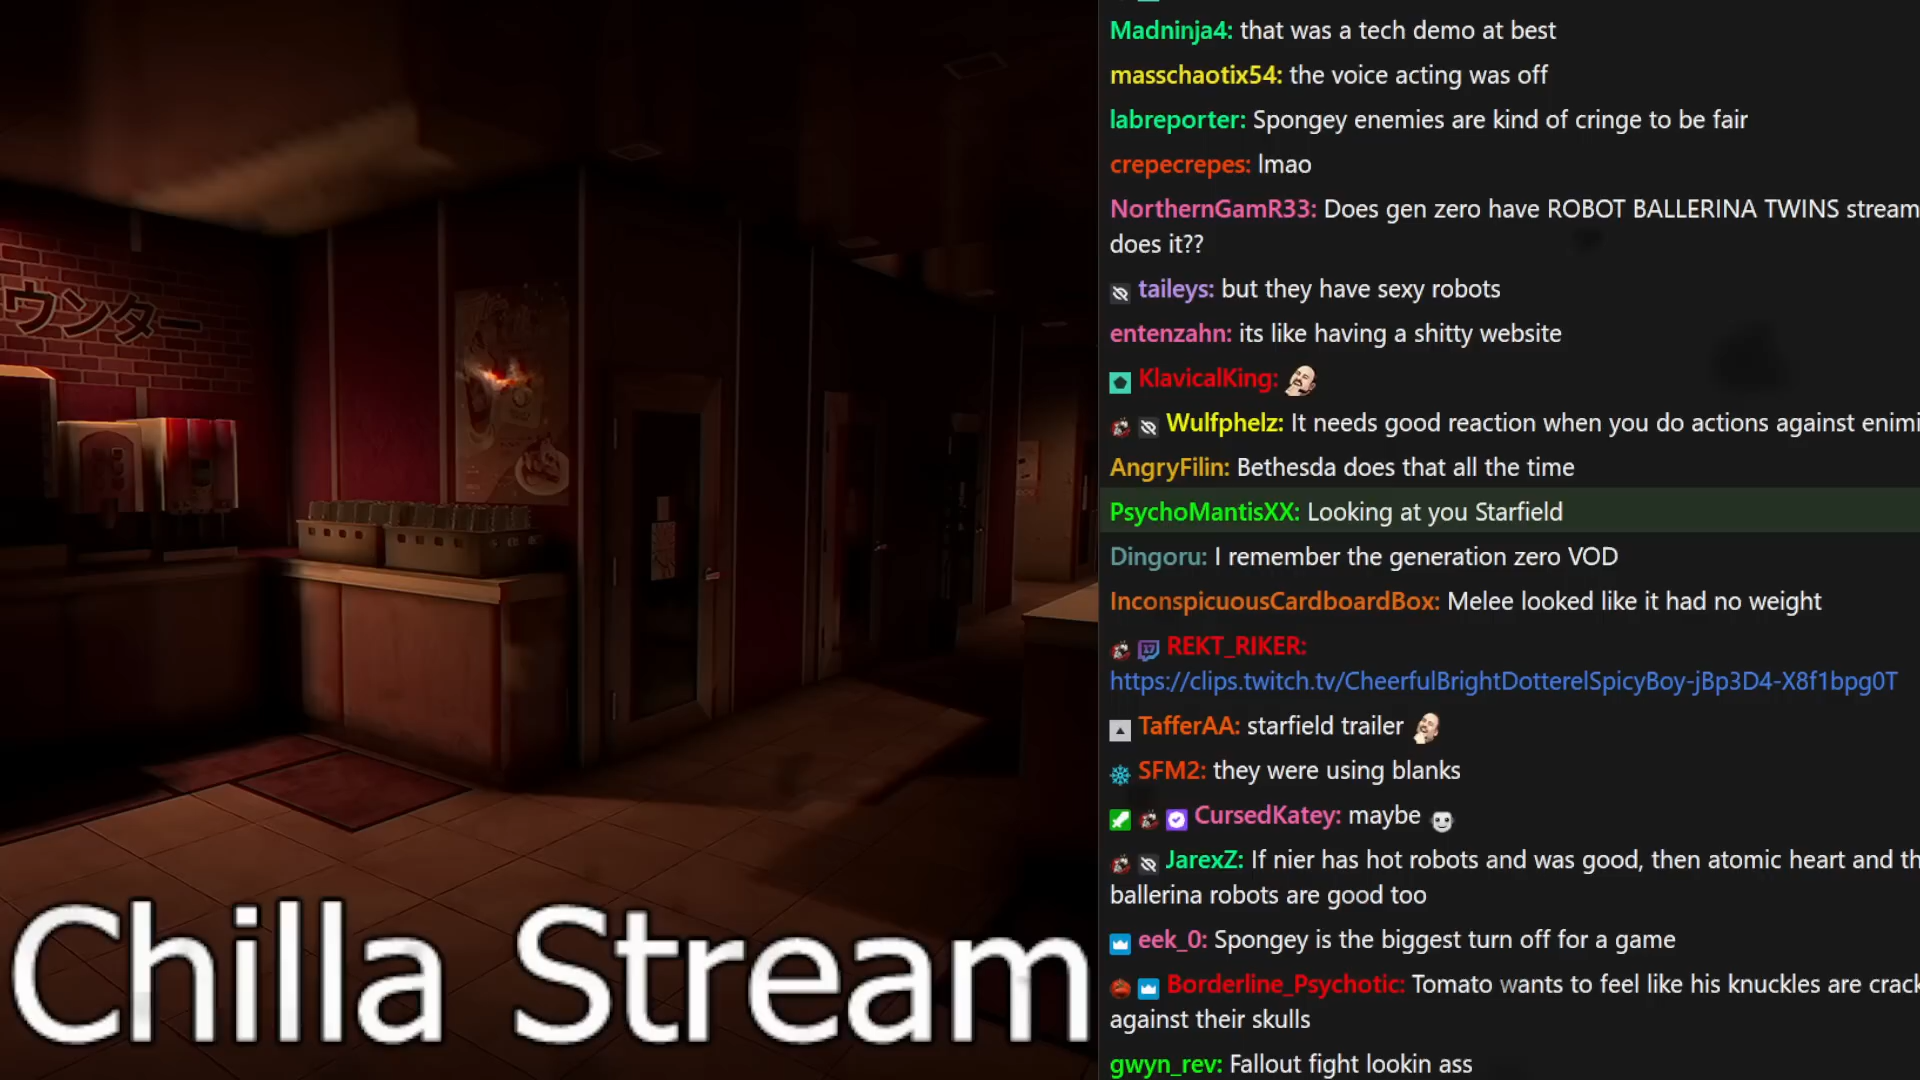 Madninja4: that was a tech demo at best
masschaotix54: the voice acting was off
labreporter: Spongey enemies are kind of cringe to be fair
crepecrepes: lmao
NorthernGamR33: Does gen zero have ROBOT BALLERINA TWINS stream
does it??
taileys: but they have sexy robots
entenzahn: its like having a shitty website
KlavicalKing:
Wulfphelz: It needs good reaction when you do actions against enimi
AngryFilin: Bethesda does that all the time
PsychoMantisXX: Looking at you Starfield
Dingoru: I remember the generation zero VOD
InconspicuousCardboardBox: Melee looked like it had no weight
REKT_RIKER:
https://clips.twitch.tv/CheerfulBrightDotterelSpicyBoy-jBp3D4-X8f1bpg0T
TafferAA: starfield trailer
SFM2: they were using blanks
CursedKatey: maybe
JarexZ: If nier has hot robots and was good, then atomic heart and th
ballerina robots are good too
eek_0: Spongey is the biggest turn off for a game
Borderline_Psychotic: Tomato wants to feel like his knuckles are crack
against their skulls
gwyn_rev: Fallout fight lookin ass
ウンター
Chilla Stream